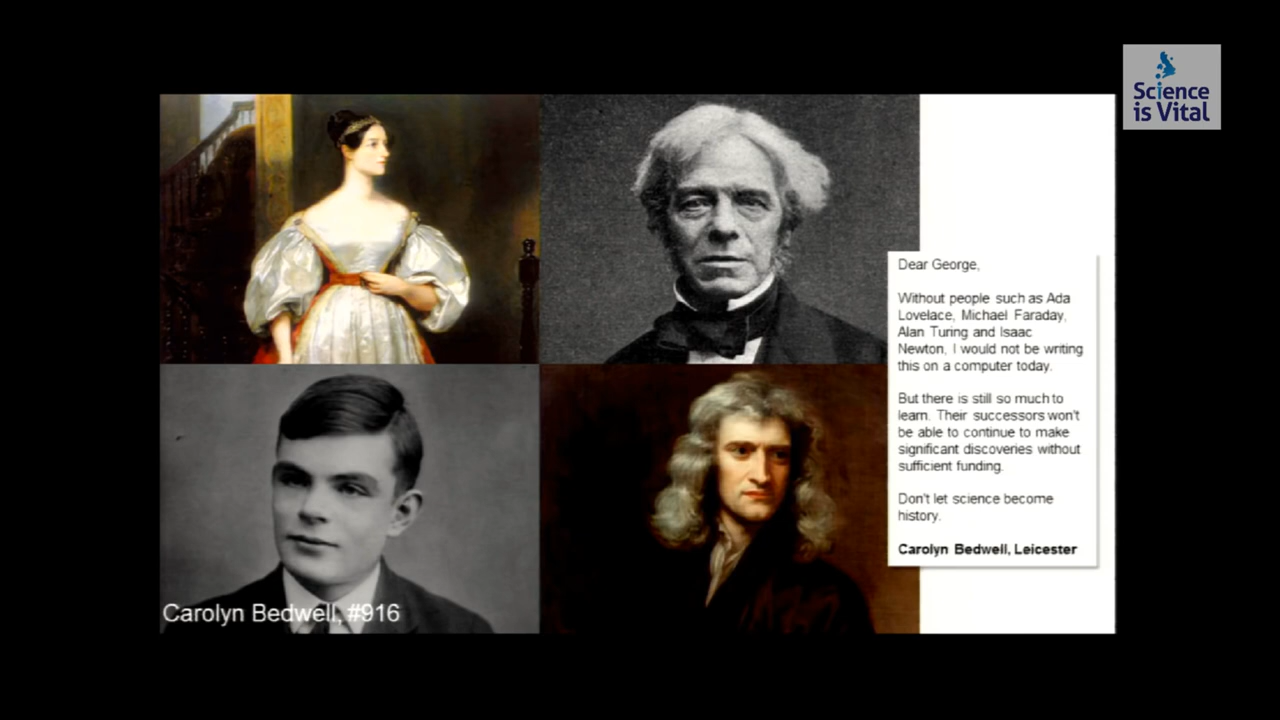 Science
is Vital
Dear George,
Without people such as Ada
Lovelace, Michael Faraday,
Alan Turing and Isaac
Newton, I would not be writing
this on a computer today.
But there is still so much to
learn. Their successors won't
be able to continue to make
significant discoveries without
sufficient funding.
Don't let science become
history.
Carolyn Bedwell, Leicester
Carolyn Bedwell, #916